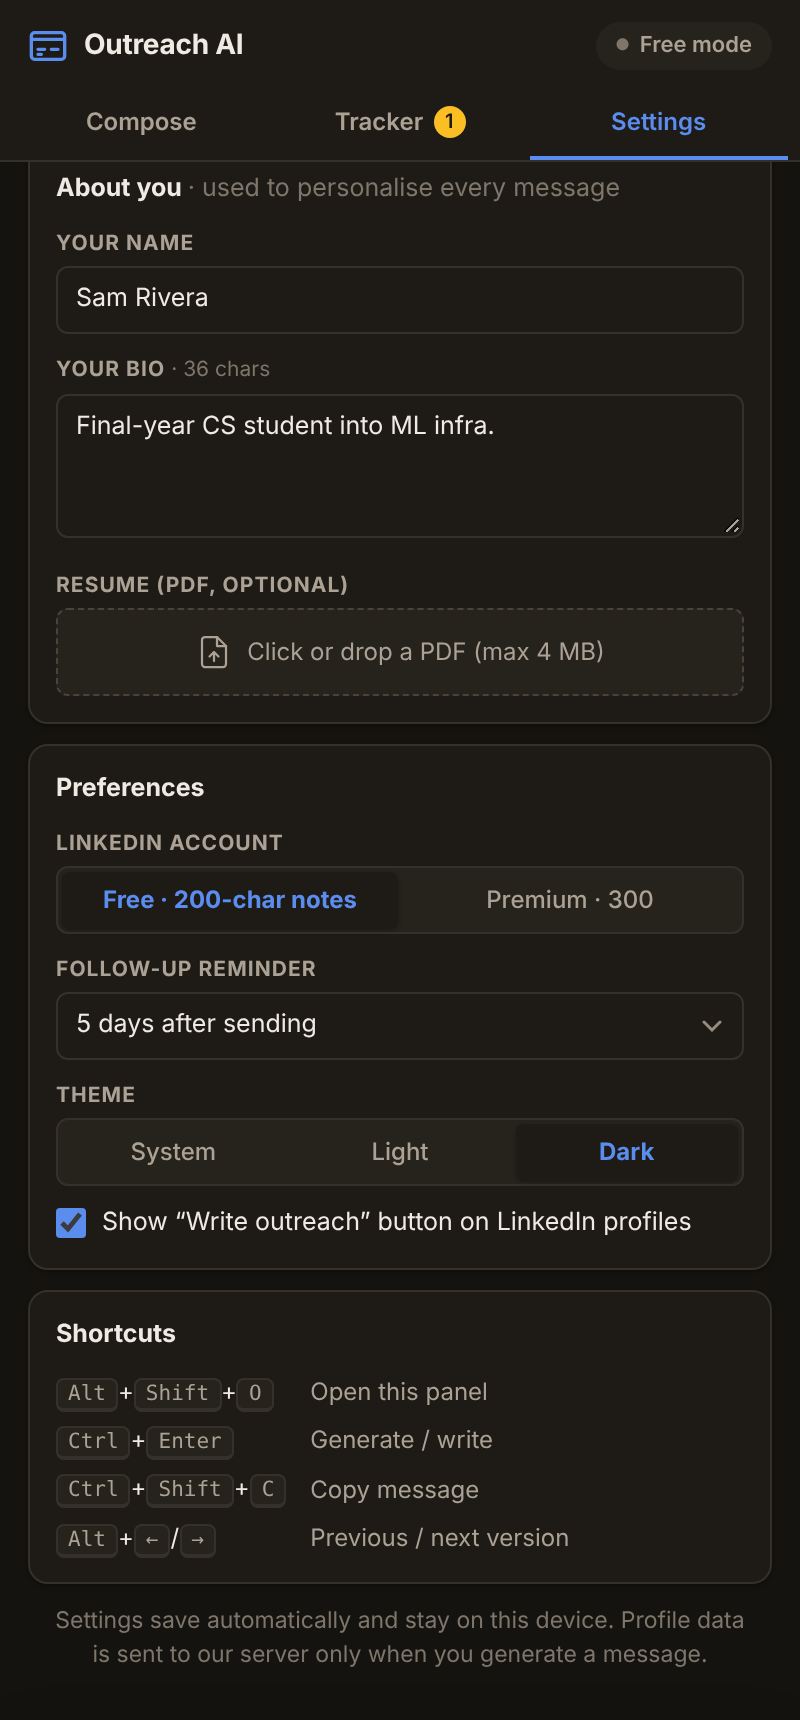 Outreach AI
Free mode
Compose
Tracker 1
Settings
About you · used to personalise every message
YOUR NAME
Sam Rivera
YOUR BIO · 36 chars
Final-year CS student into ML infra.
RESUME (PDF, OPTIONAL)
Click or drop a PDF (max 4 MB)
Preferences
LINKEDIN ACCOUNT
Free · 200-char notes
Premium · 300
FOLLOW-UP REMINDER
5 days after sending
THEME
System
Light
Dark
Show “Write outreach” button on LinkedIn profiles
Shortcuts
Alt+Shift+O Open this panel
Ctrl+Enter Generate / write
Ctrl+Shift+C Copy message
Alt+←/→ Previous / next version
Settings save automatically and stay on this device. Profile data
is sent to our server only when you generate a message.